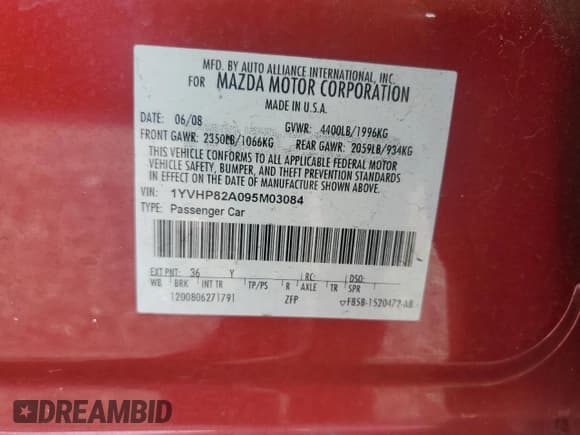 MFD. BY AUTO ALLIANCE INTERNATIONAL, INC.
FOR MAZDA MOTOR CORPORATION
MADE IN U.S.A.
DATE: 06/08 GVWR: 4400LB/1996KG
FRONT GAWR: 2350LB/1066KG REAR GAWR: 2059LB/934KG
THIS VEHICLE CONFORMS TO ALL APPLICABLE FEDERAL MOTOR
VEHICLE SAFETY, BUMPER, AND THEFT PREVENTION STANDARDS
IN EFFECT ON THE DATE OF MANUFACTURE SHOWN ABOVE.
VIN: 1YVHP82A095M03084
TYPE: Passenger Car
EXT PNT: 36 Y RC: DSO:
WB BRK INT TR TP/PS R AXLE TR SPR
1200806271791 ZFP
DREAMBID